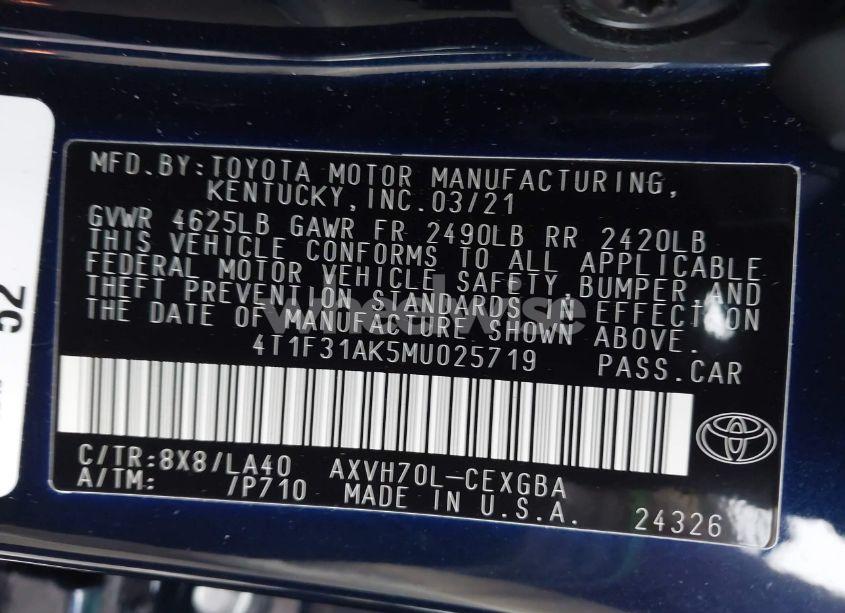 MFD.BY:TOYOTA MOTOR MANUFACTURING,
KENTUCKY,INC.03/21
GVWR 4625LB GAWR FR 2490LB RR 2420LB
THIS VEHICLE CONFORMS TO ALL APPLICABLE
FEDERAL MOTOR VEHICLE SAFETY,BUMPER,AND
THEFT PREVENTION STANDARDS IN EFFECT ON
THE DATE OF MANUFACTURE SHOWN ABOVE.
4T1F31AK5MU025719 PASS.CAR
C/TR:8X8/LA40 AXVH70L-CEXGBA
A/TM: /P710 MADE IN U.S.A. 24326
52